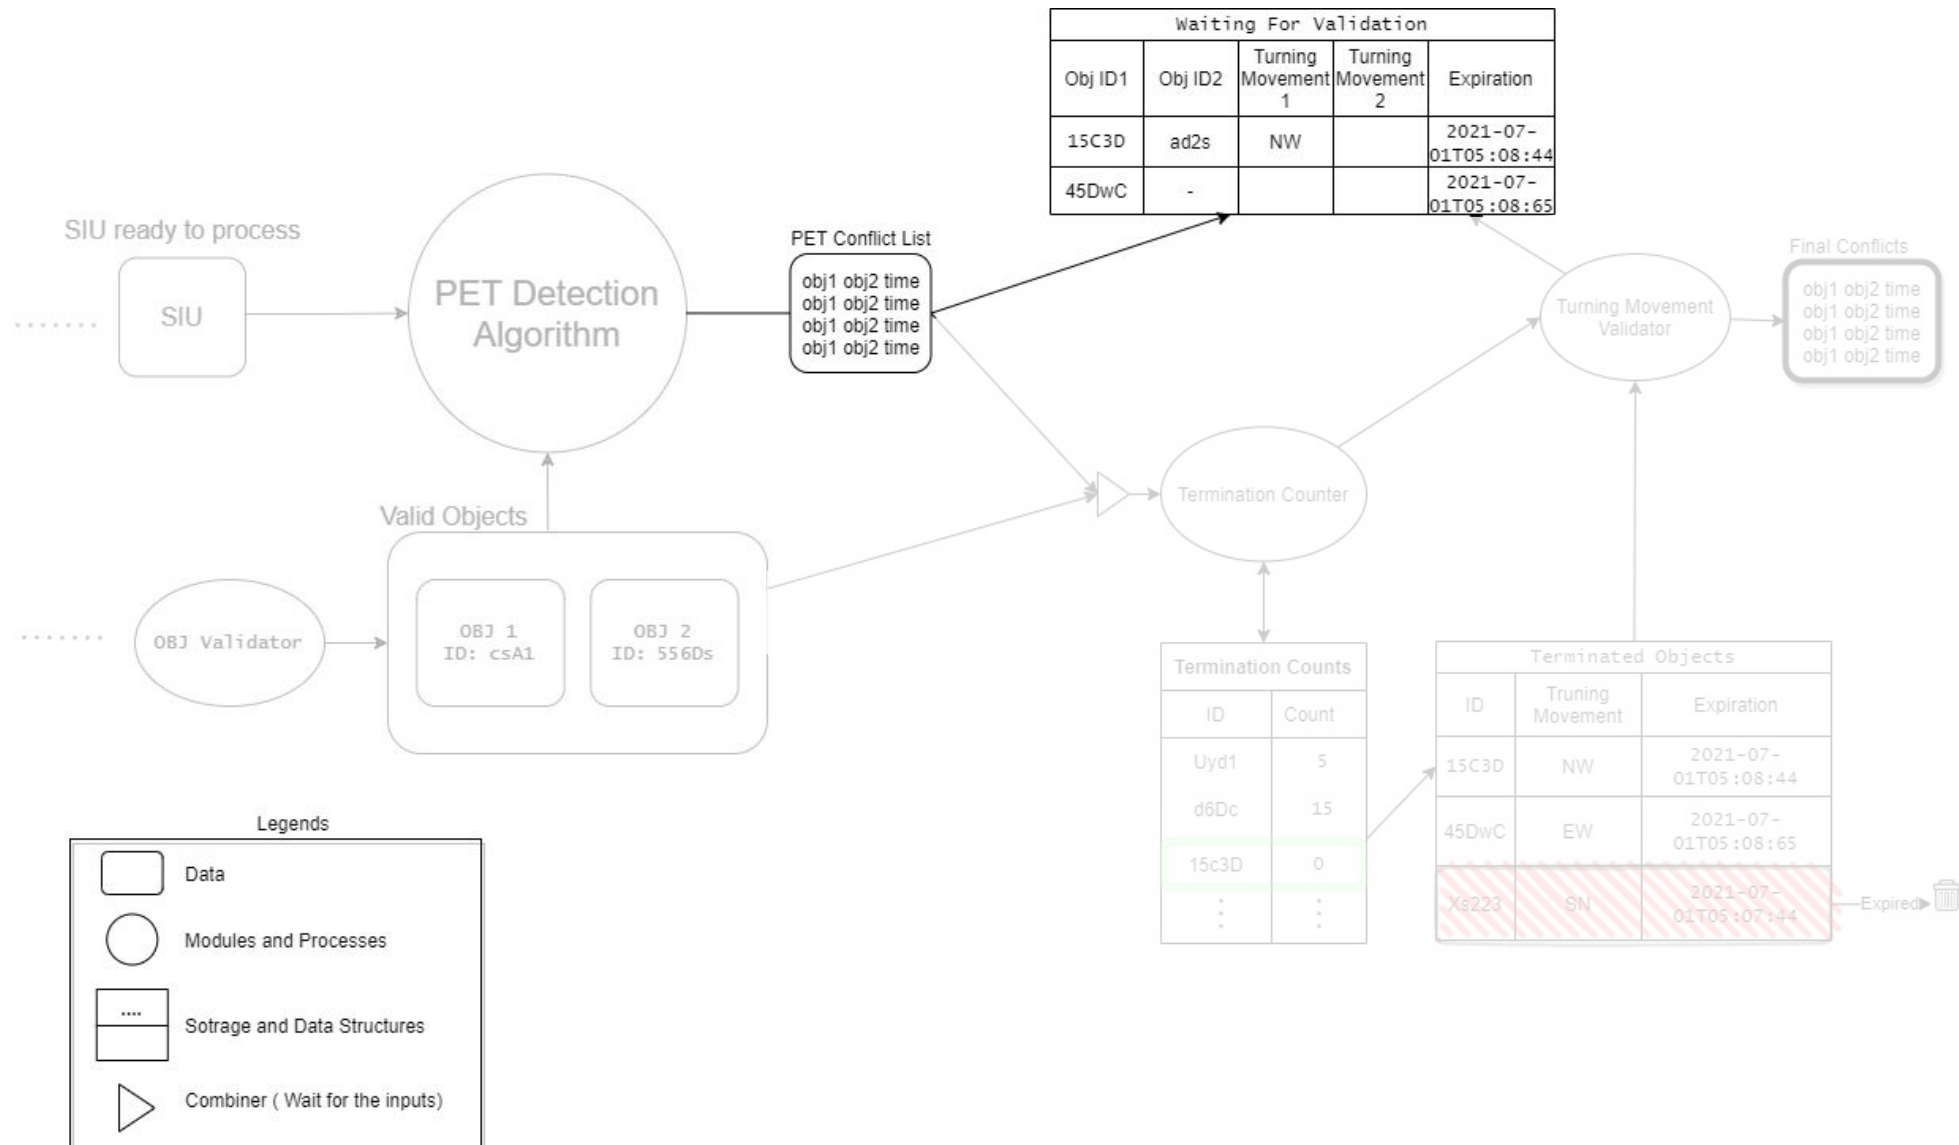 Waiting For Validation
Obj ID1
Obj ID2
Turning
Movement
1
Turning
Movement
2
Expiration
15C3D
ad2s
NW
2021-07-
01T05:08:44
45DwC
-
2021-07-
01T05:08:65
SIU ready to process
SIU
PET Detection
Algorithm
PET Conflict List
obj1 obj2 time
obj1 obj2 time
obj1 obj2 time
obj1 obj2 time
Final Conflicts
obj1 obj2 time
obj1 obj2 time
obj1 obj2 time
obj1 obj2 time
Turning Movement
Validator
Termination Counter
Valid Objects
OBJ Validator
OBJ 1
ID: csA1
OBJ 2
ID: 556Ds
Termination Counts
ID
Count
Uyd1
5
d6Dc
15
15c3D
0
Terminated Objects
ID
Truning
Movement
Expiration
15C3D
NW
2021-07-
01T05:08:44
45DwC
EW
2021-07-
01T05:08:65
Xs223
SN
2021-07-
01T05:07:44
Expired
Legends
Data
Modules and Processes
....
Sotrage and Data Structures
Combiner ( Wait for the inputs)